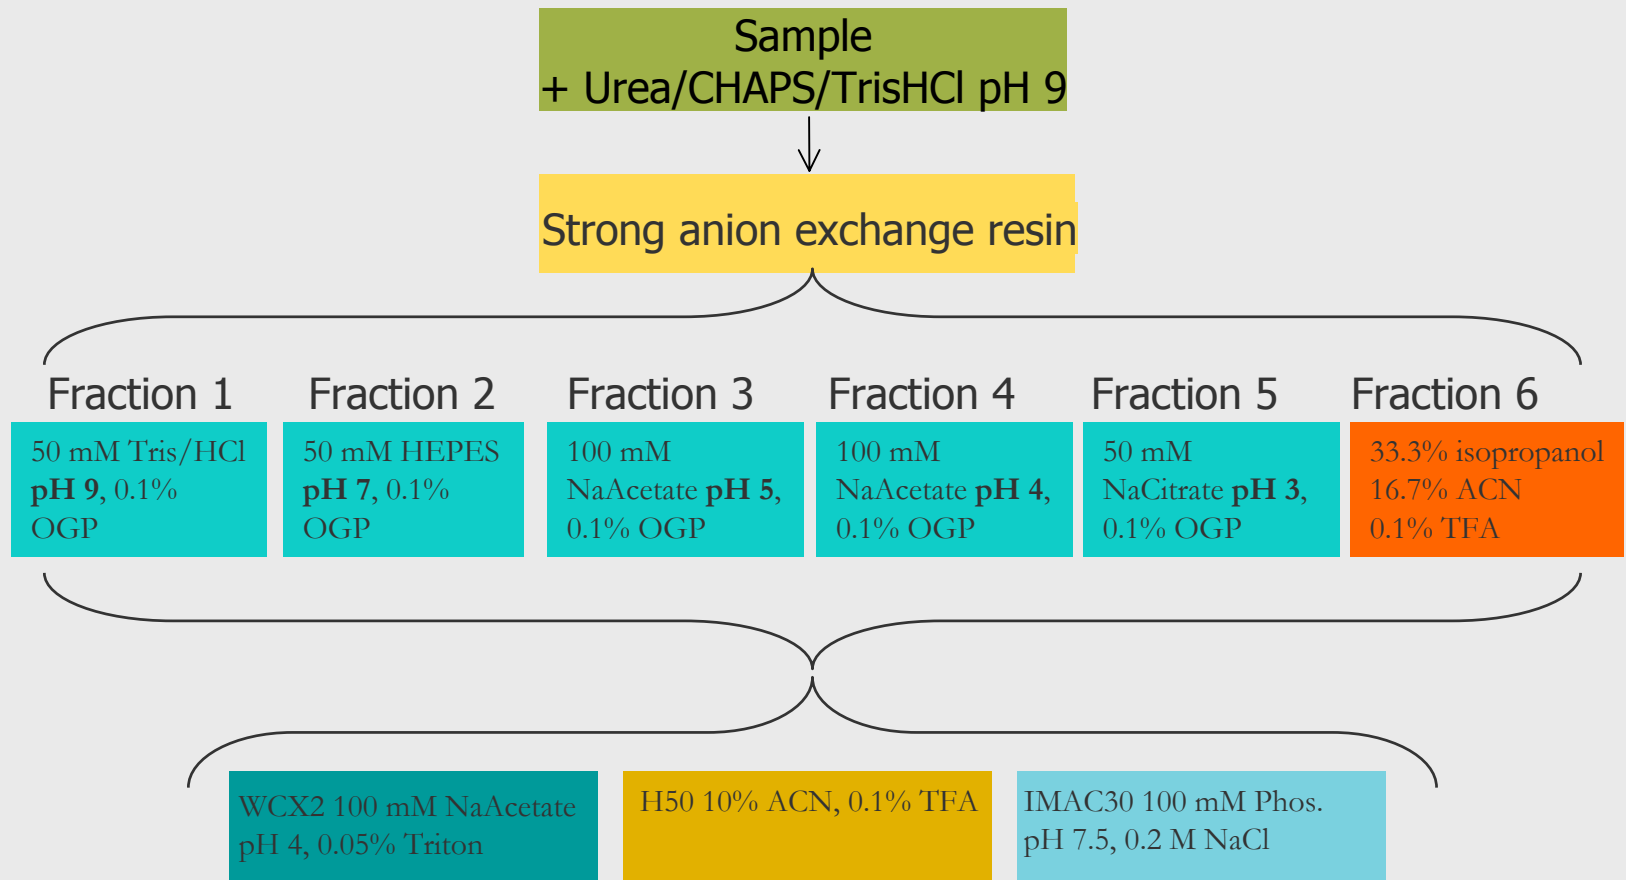 Sample
+ Urea/CHAPS/TrisHCl pH 9
Strong anion exchange resin
Fraction 1
50 mM Tris/HCl
pH 9, 0.1%
OGP
Fraction 2
50 mM HEPES
pH 7, 0.1%
OGP
Fraction 3
100 mM
NaAcetate pH 5,
0.1% OGP
Fraction 4
100 mM
NaAcetate pH 4,
0.1% OGP
Fraction 5
50 mM
NaCitrate pH 3,
0.1% OGP
Fraction 6
33.3% isopropanol
16.7% ACN
0.1% TFA
WCX2 100 mM NaAcetate
pH 4, 0.05% Triton
H50 10% ACN, 0.1% TFA
IMAC30 100 mM Phos.
pH 7.5, 0.2 M NaCl